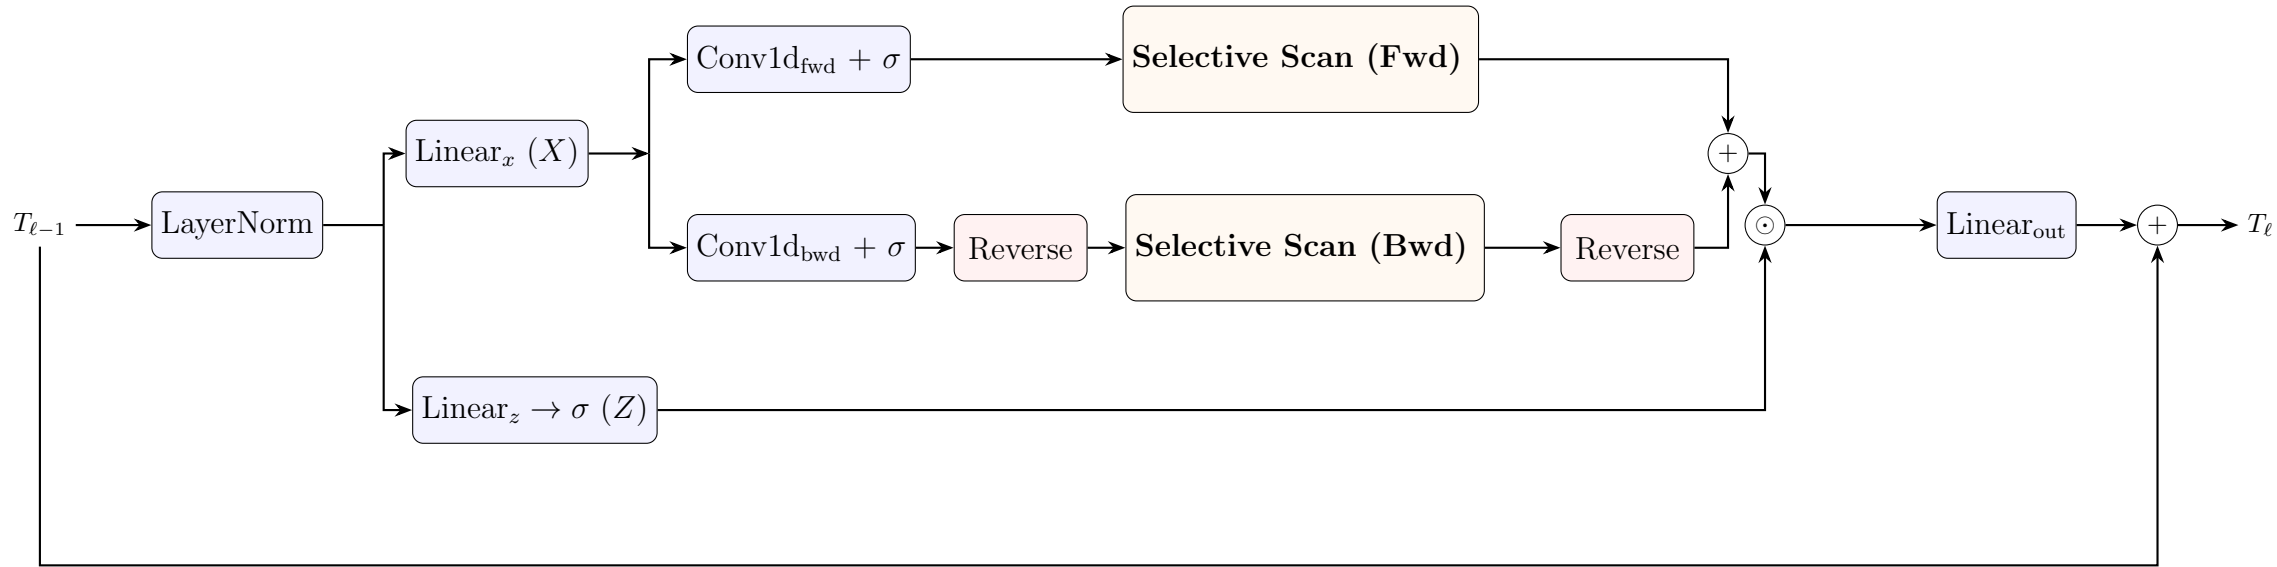 Conv1d_fwd + σ
Selective Scan (Fwd)
Linear_x (X)
+
T_{ℓ−1}
LayerNorm
Conv1d_bwd + σ
Reverse
Selective Scan (Bwd)
Reverse
⊙
Linear_out
+
T_ℓ
Linear_z → σ (Z)